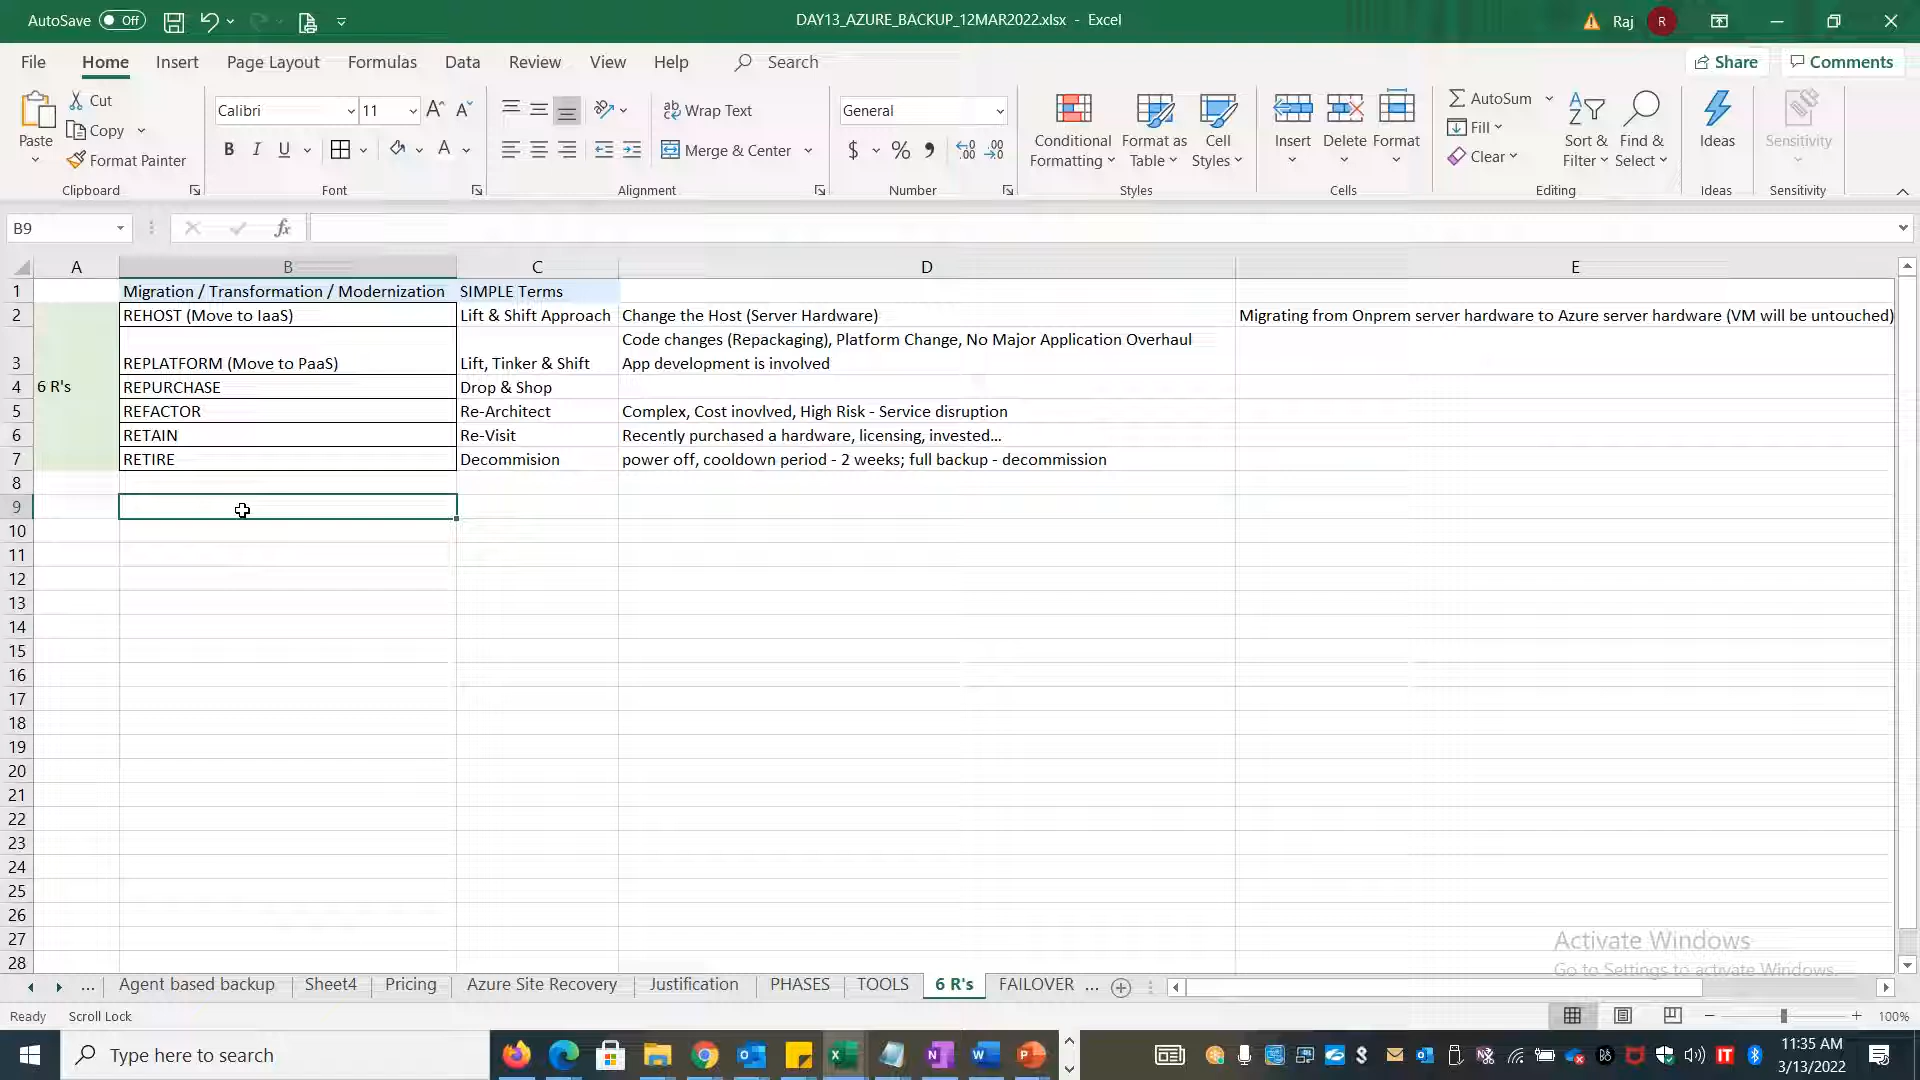 AutoSave Off
DAY13_AZURE_BACKUP_12MAR2022.xlsx - Excel
Raj R
File Home Insert Page Layout Formulas Data Review View Help Search
Share Comments
Paste
Cut
Copy
Format Painter
Clipboard
Calibri 11
B I U
Font
Wrap Text
Merge & Center
Alignment
General
$ % 9
Number
Conditional Formatting
Format as Table
Cell Styles
Styles
Insert Delete Format
Cells
AutoSum
Fill
Clear
Sort & Filter
Find & Select
Editing
Ideas
Ideas
Sensitivity
Sensitivity
B9 fx
A B C D E
1 Migration / Transformation / Modernization SIMPLE Terms
2 REHOST (Move to IaaS) Lift & Shift Approach Change the Host (Server Hardware) Migrating from Onprem server hardware to Azure server hardware (VM will be untouched)
Code changes (Repackaging), Platform Change, No Major Application Overhaul
3 REPLATFORM (Move to PaaS) Lift, Tinker & Shift App development is involved
4 6 R's REPURCHASE Drop & Shop
5 REFACTOR Re-Architect Complex, Cost inovlved, High Risk - Service disruption
6 RETAIN Re-Visit Recently purchased a hardware, licensing, invested...
7 RETIRE Decommision power off, cooldown period - 2 weeks; full backup - decommission
8
9
10
11
12
13
14
15
16
17
18
19
20
21
22
23
24
25
26
27
28
Activate Windows
Go to Settings to activate Windows.
... Agent based backup Sheet4 Pricing Azure Site Recovery Justification PHASES TOOLS 6 R's FAILOVER ...
Ready Scroll Lock
100%
Type here to search
11:35 AM
3/13/2022